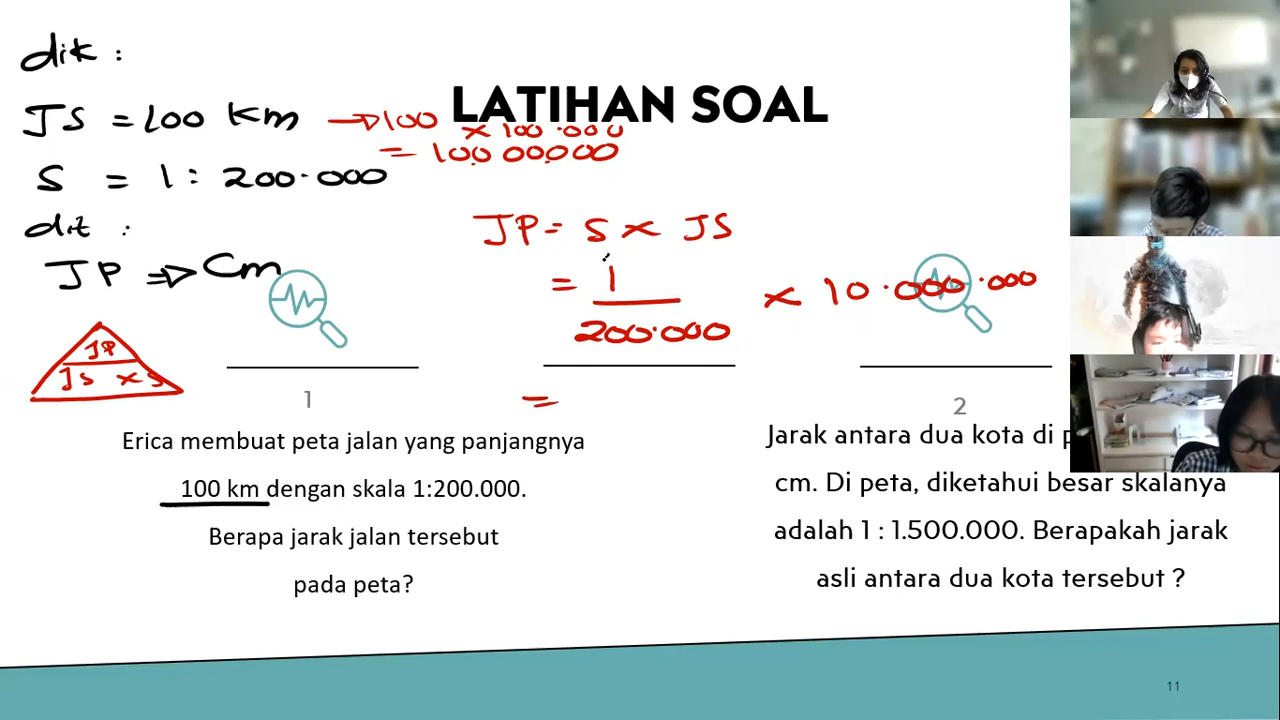 dik :
LATIHAN SOAL
JS = 100 Km → 100 x 100.000
= 10.000.000
S = 1 : 200.000
dit :
JP = S x JS
JP ⇒ Cm
= 1 / 200.000 x 10.000.000
JP
JS x S
=
1
Erica membuat peta jalan yang panjangnya
100 km dengan skala 1:200.000.
Berapa jarak jalan tersebut
pada peta?
2
Jarak antara dua kota di
cm. Di peta, diketahui besar skalanya
adalah 1 : 1.500.000. Berapakah jarak
asli antara dua kota tersebut ?
11